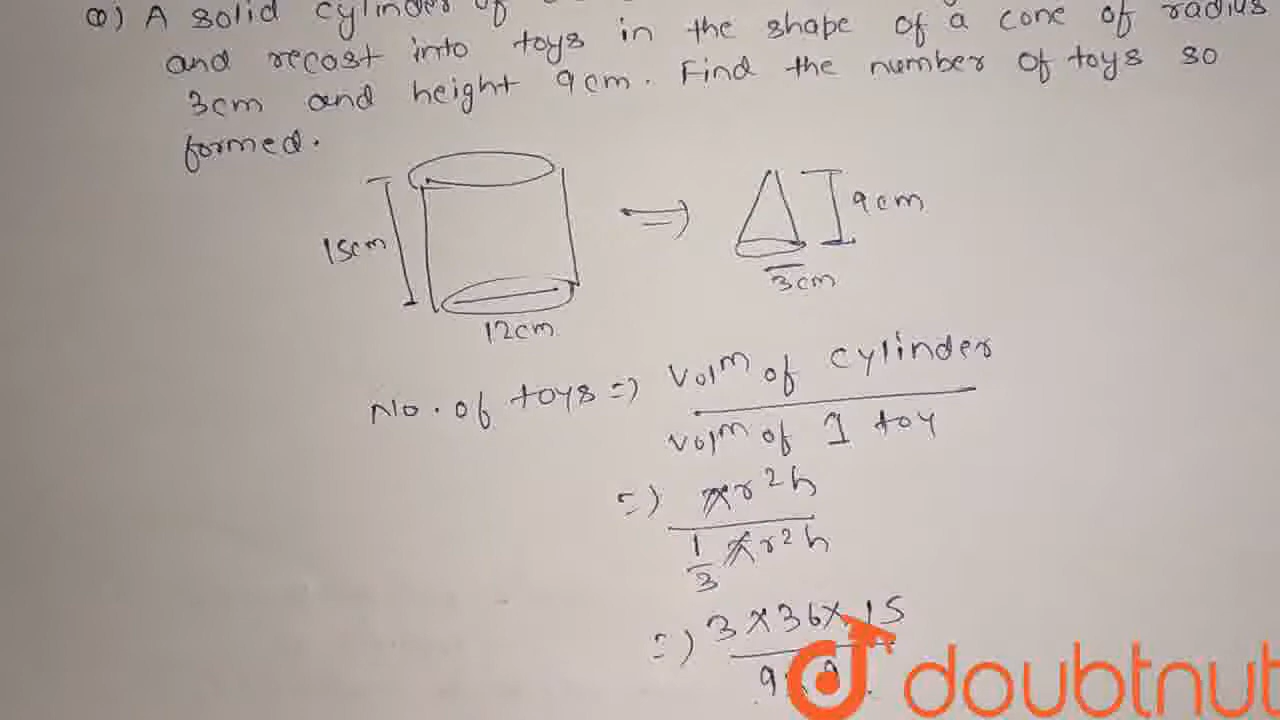 Q) A solid cylinder of
and recast into toys in the shape of a cone of radius
3cm and height 9cm. Find the number of toys so
formed.
15cm
12cm
9cm
3cm
No. of toys ⇒ Volᵐ of cylinder
Volᵐ of 1 toy
⇒ πr²h
1/3 πr²h
⇒ 3×36×15
9×9
doubtnut